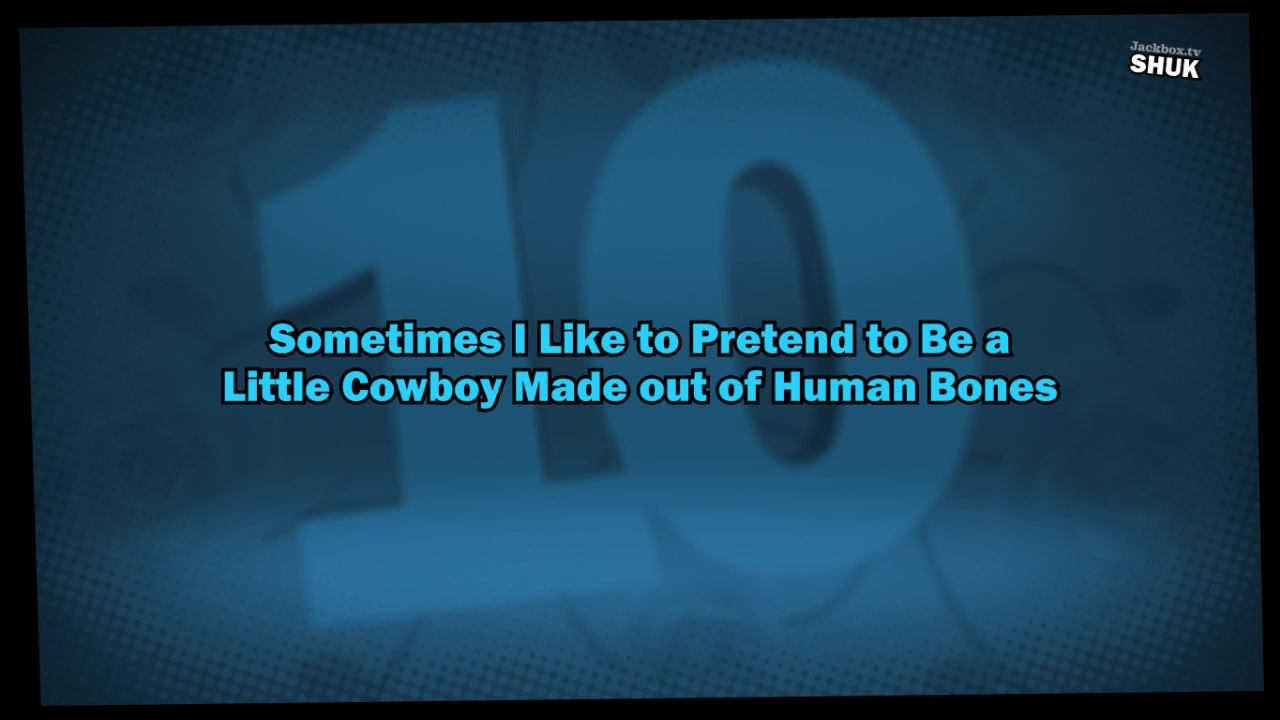 Jackbox.tv
SHUK
10
Sometimes I Like to Pretend to Be a
Little Cowboy Made out of Human Bones